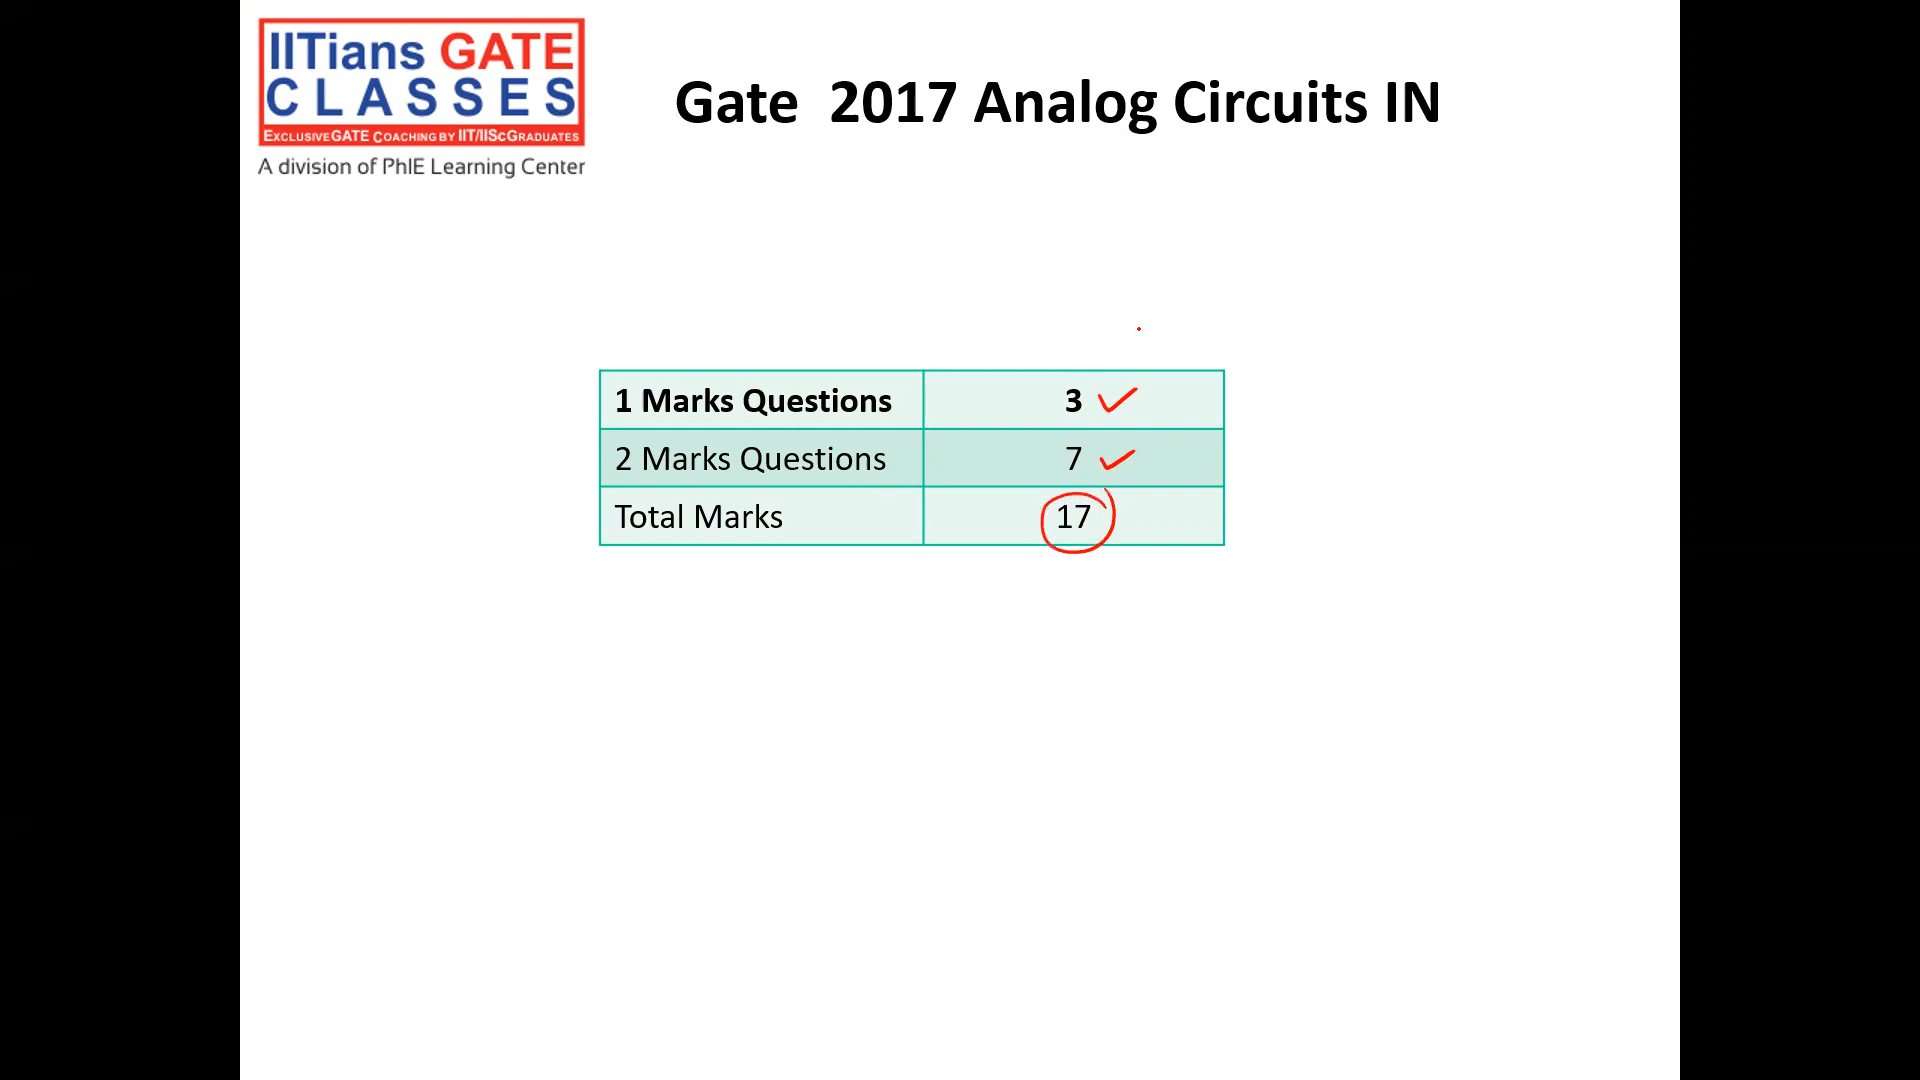 IITians GATE
CLASSES
EXCLUSIVE GATE COACHING BY IIT/IISc GRADUATES
A division of PhIE Learning Center
Gate 2017 Analog Circuits IN
1 Marks Questions 3
2 Marks Questions 7
Total Marks 17